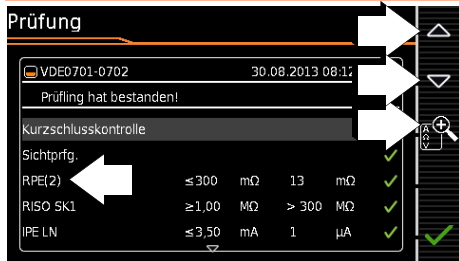 Prüfung
VDE0701-0702 30.08.2013 08:12
Prüfling hat bestanden!
Kurzschlusskontrolle
Sichtprfg.
RPE(2) ≤300 mΩ 13 mΩ
RISO SK1 ≥1,00 MΩ > 300 MΩ
IPE LN ≤3,50 mA 1 µA
A
Ω
V